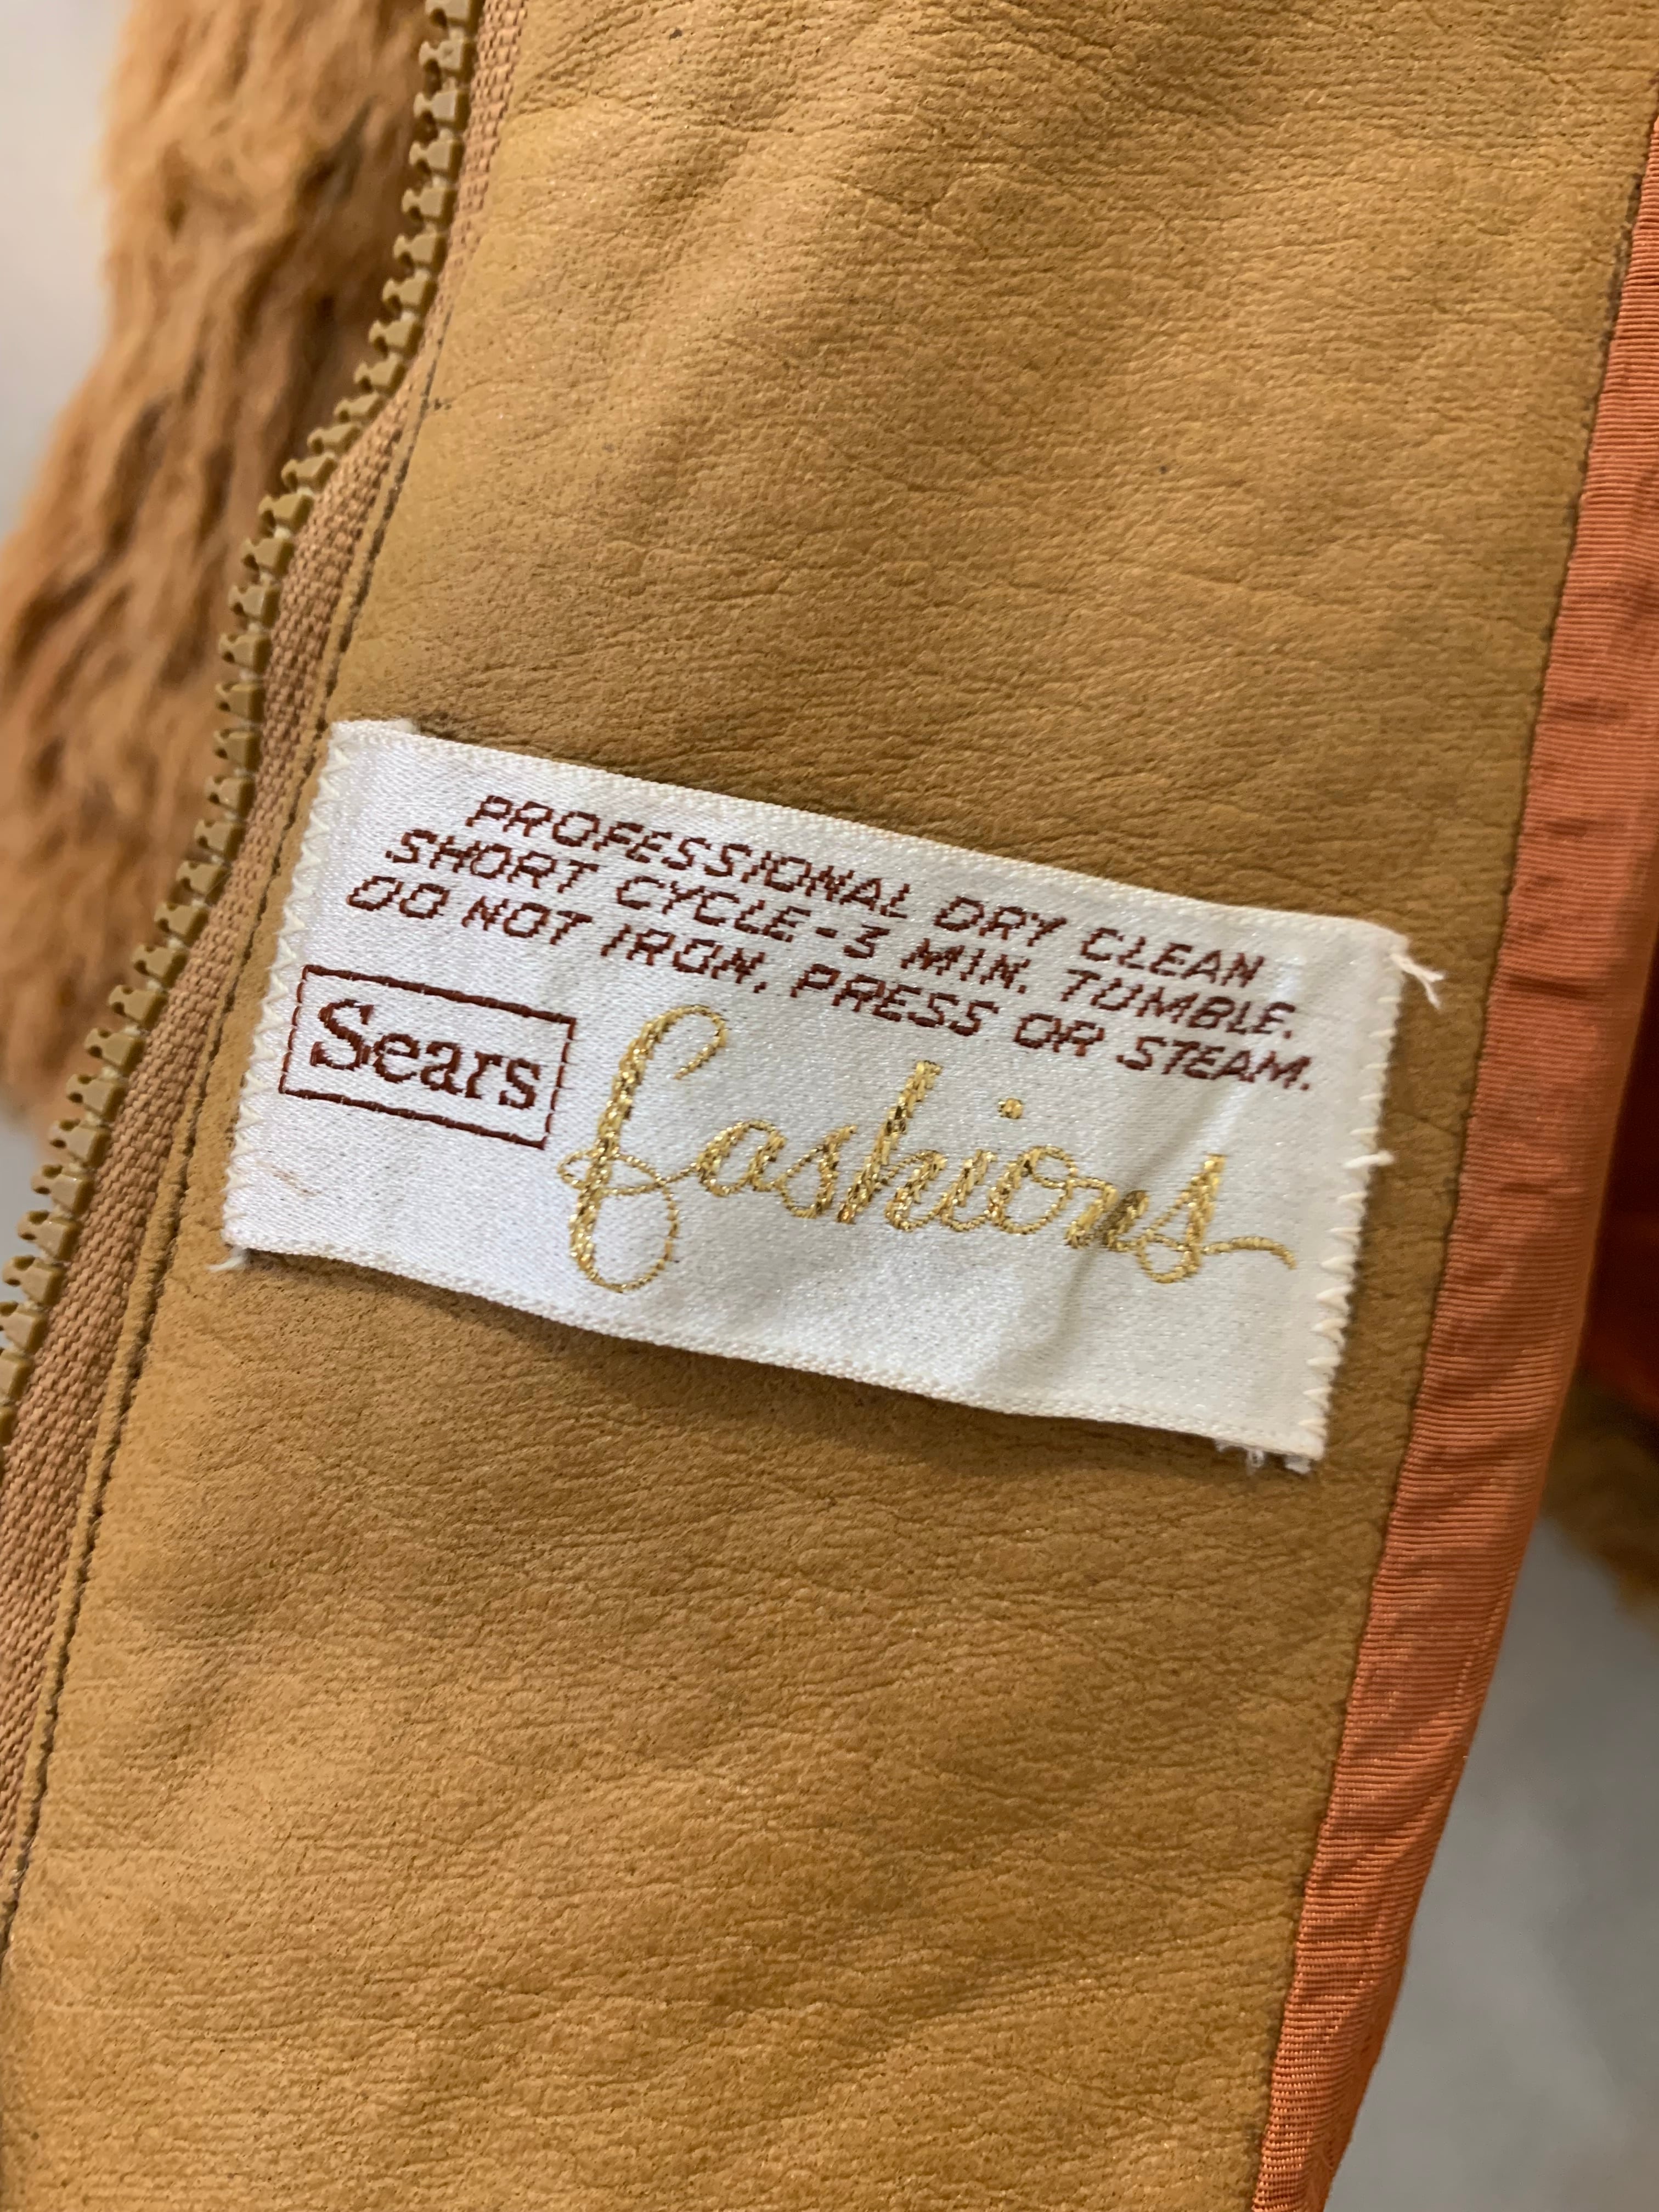 PROFESSIONAL DRY CLEAN
SHORT CYCLE-3 MIN. TUMBLE.
DO NOT IRON, PRESS OR STEAM.
Sears fashions